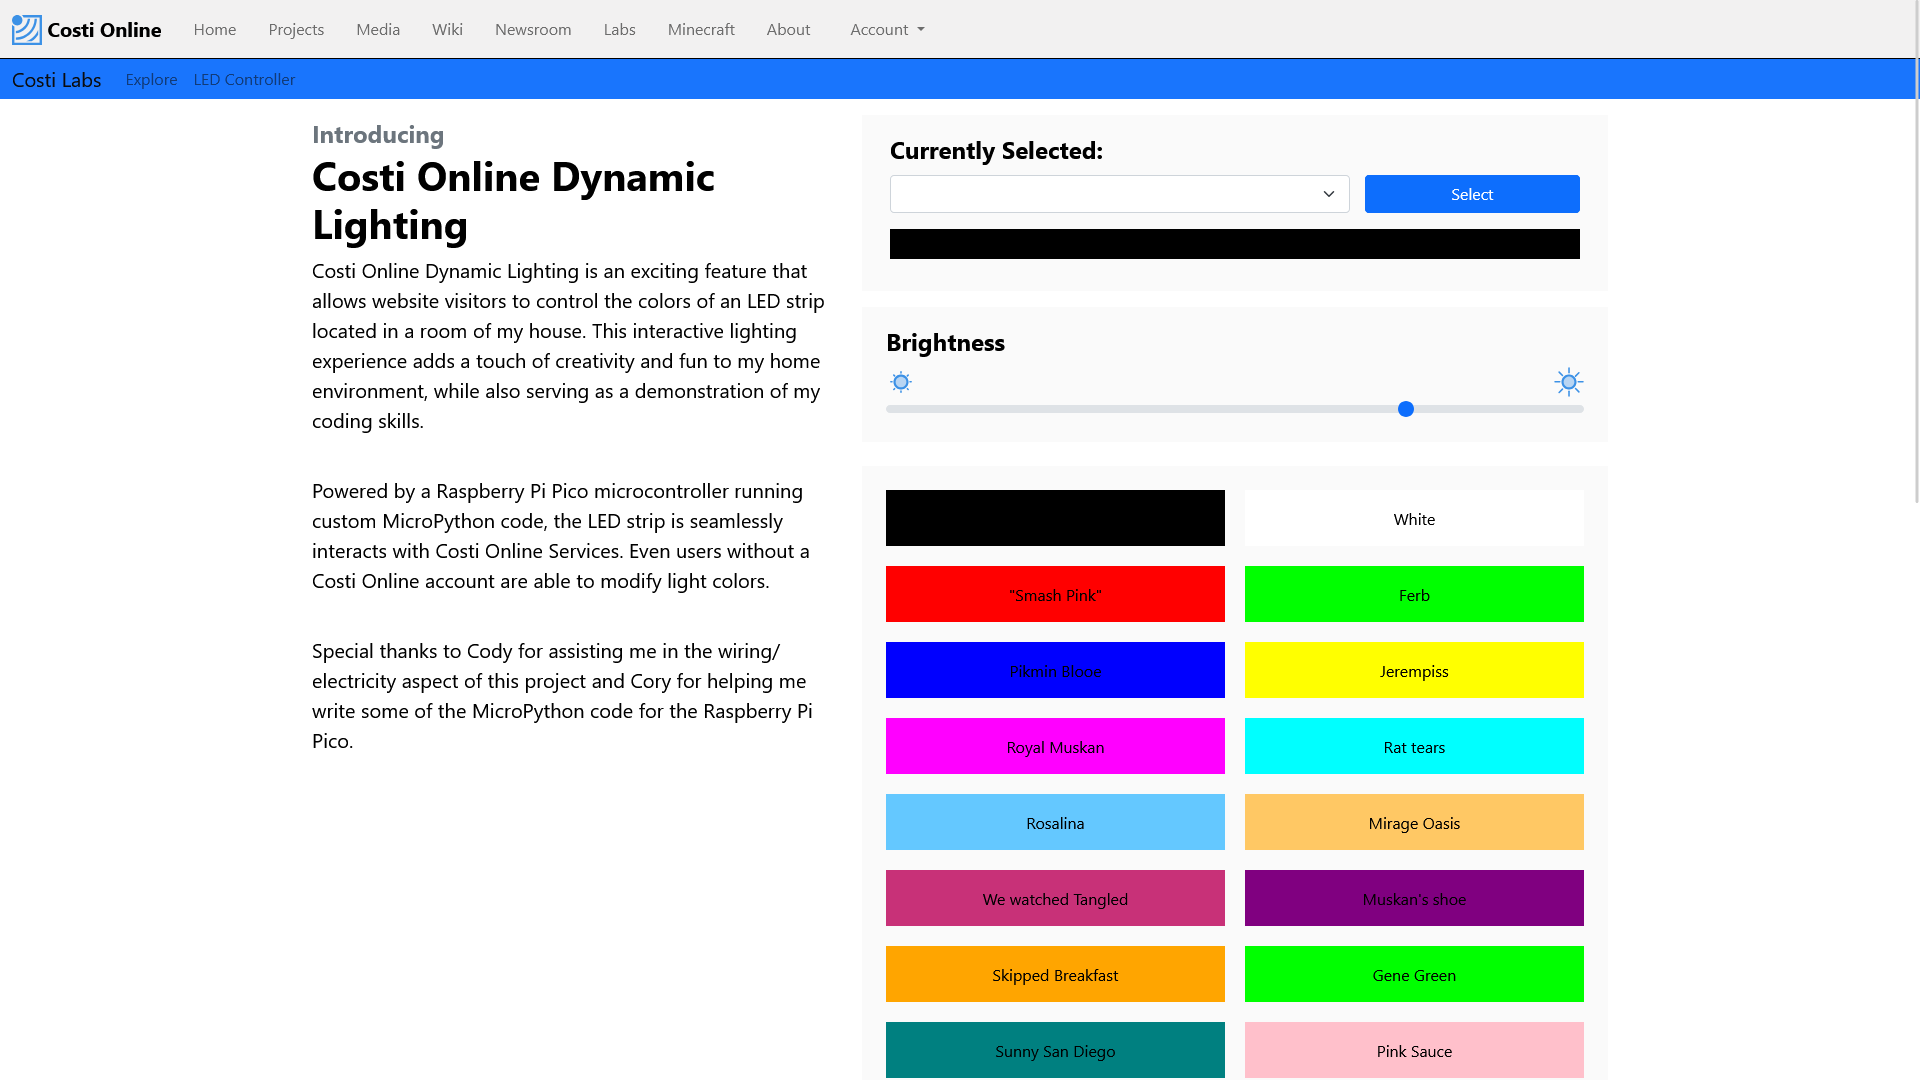 Costi Online
Home
Projects
Media
Wiki
Newsroom
Labs
Minecraft
About
Account
Costi Labs
Explore
LED Controller
Introducing
Costi Online Dynamic
Lighting
Costi Online Dynamic Lighting is an exciting feature that
allows website visitors to control the colors of an LED strip
located in a room of my house. This interactive lighting
experience adds a touch of creativity and fun to my home
environment, while also serving as a demonstration of my
coding skills.
Powered by a Raspberry Pi Pico microcontroller running
custom MicroPython code, the LED strip is seamlessly
interacts with Costi Online Services. Even users without a
Costi Online account are able to modify light colors.
Special thanks to Cody for assisting me in the wiring/
electricity aspect of this project and Cory for helping me
write some of the MicroPython code for the Raspberry Pi
Pico.
Currently Selected:
Select
Brightness
White
"Smash Pink"
Ferb
Pikmin Blooe
Jerempiss
Royal Muskan
Rat tears
Rosalina
Mirage Oasis
We watched Tangled
Muskan's shoe
Skipped Breakfast
Gene Green
Sunny San Diego
Pink Sauce